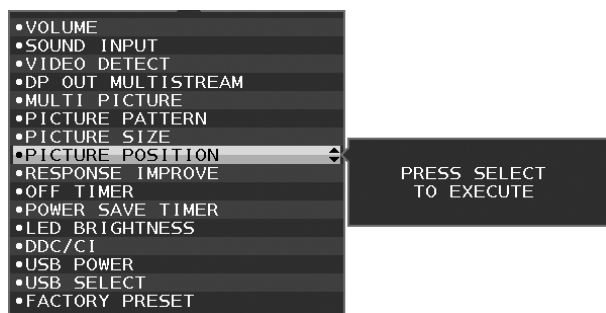 •VOLUME
•SOUND INPUT
•VIDEO DETECT
•DP OUT MULTISTREAM
•MULTI PICTURE
•PICTURE PATTERN
•PICTURE SIZE
•PICTURE POSITION
•RESPONSE IMPROVE
•OFF TIMER
•POWER SAVE TIMER
•LED BRIGHTNESS
•DDC/CI
•USB POWER
•USB SELECT
•FACTORY PRESET
PRESS SELECT
TO EXECUTE